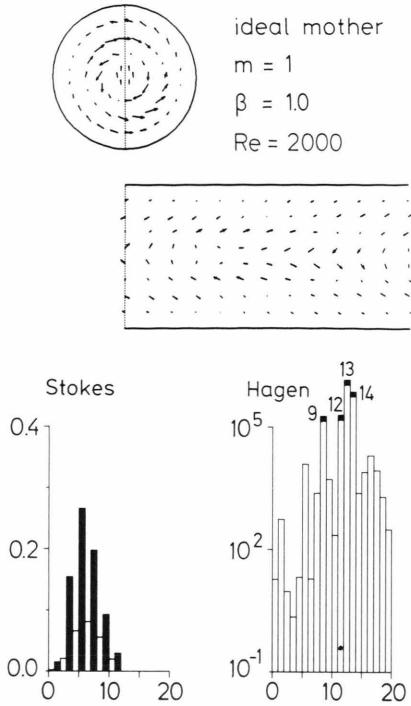 ideal mother
m = 1
β = 1.0
Re = 2000
Stokes
0.4
0.2
0.0
0 10 20
Hagen
9 12 13 14
10^5
10^2
10^-1
0 10 20